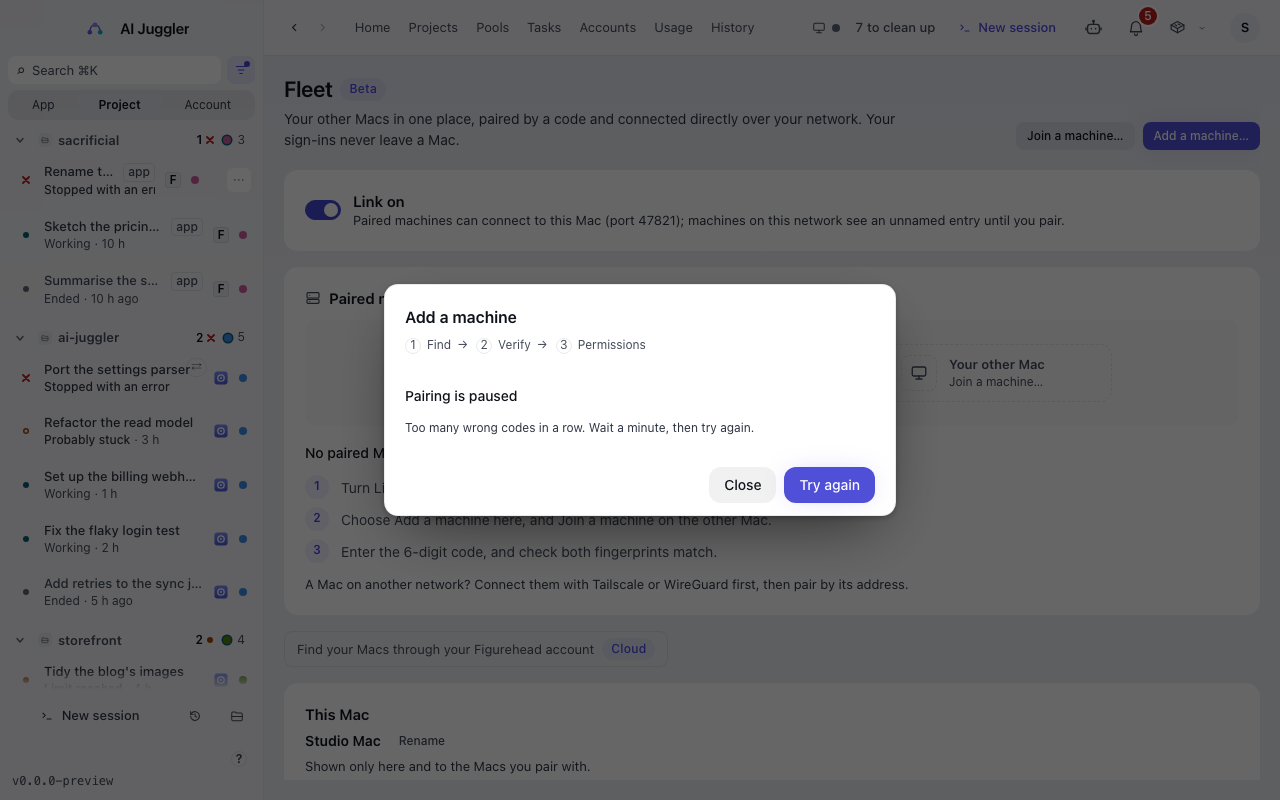 AI Juggler
Search ⌘K
App Project Account
sacrificial 1 3
Rename t... app F
Stopped with an err
Sketch the pricin... app F
Working · 10 h
Summarise the s... app F
Ended · 10 h ago
ai-juggler 2 5
Port the settings parser
Stopped with an error
Refactor the read model
Probably stuck · 3 h
Set up the billing webh...
Working · 1 h
Fix the flaky login test
Working · 2 h
Add retries to the sync j...
Ended · 5 h ago
storefront 2 4
Tidy the blog's images
New session
?
v0.0.0-preview
Home Projects Pools Tasks Accounts Usage History 7 to clean up New session 5 S
Fleet Beta
Your other Macs in one place, paired by a code and connected directly over your network. Your
sign-ins never leave a Mac.
Join a machine... Add a machine...
Link on
Paired machines can connect to this Mac (port 47821); machines on this network see an unnamed entry until you pair.
Paired
Your other Mac
Join a machine...
Add a machine
1 Find → 2 Verify → 3 Permissions
Pairing is paused
Too many wrong codes in a row. Wait a minute, then try again.
Close Try again
No paired M
1 Turn Li
2 Choose Add a machine here, and Join a machine on the other Mac.
3 Enter the 6-digit code, and check both fingerprints match.
A Mac on another network? Connect them with Tailscale or WireGuard first, then pair by its address.
Find your Macs through your Figurehead account Cloud
This Mac
Studio Mac Rename
Shown only here and to the Macs you pair with.